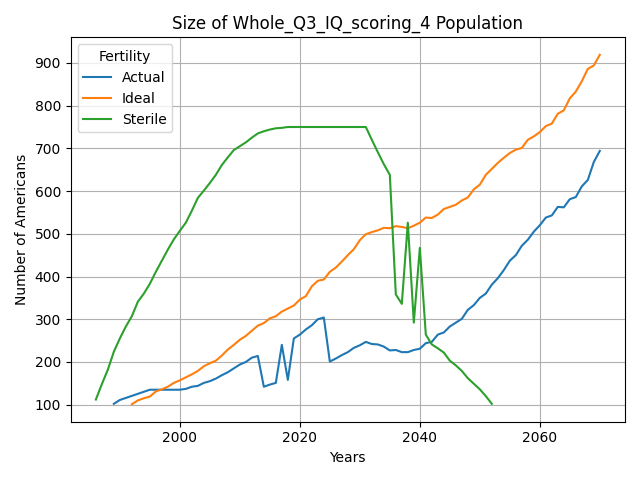 Size of Whole_Q3_IQ_scoring_4 Population
Fertility
Actual
Ideal
Sterile
Number of Americans
900
800
700
600
500
400
300
200
100
2000
2020
2040
2060
Years